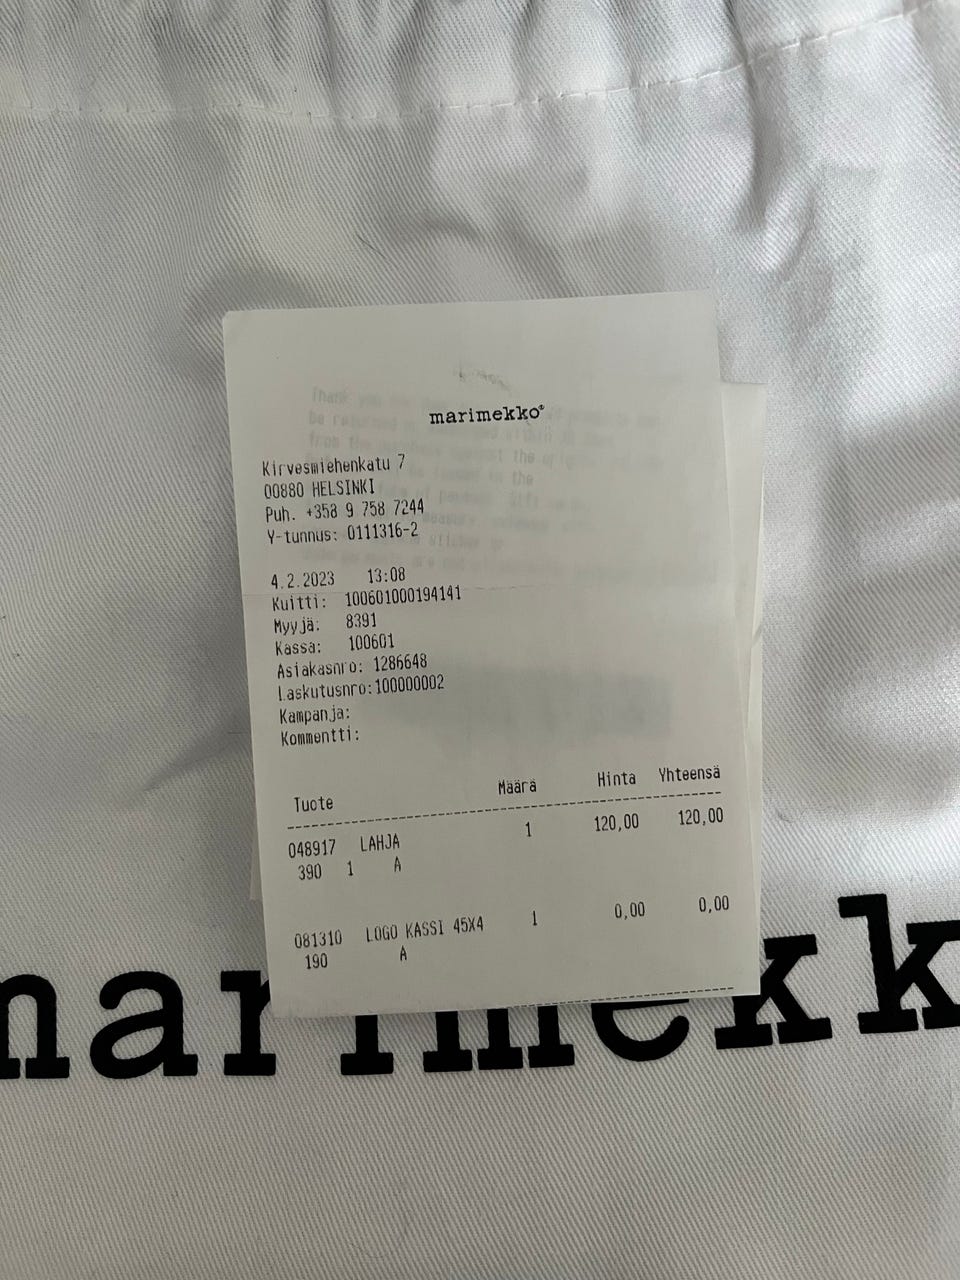 marimekko®
Kirvesmiehenkatu 7
00880 HELSINKI
Puh. +358 9 758 7244
Y-tunnus: 0111316-2
4.2.2023 13:08
Kuitti: 100601000194141
Myyjä: 8391
Kassa: 100601
Asiakasnro: 1286648
Laskutusnro:100000002
Kampanja:
Kommentti:
Tuote Määrä Hinta Yhteensä
048917 LAHJA 1 120,00 120,00
390 1 A
081310 LOGO KASSI 45X4 1 0,00 0,00
190 A
marimekk